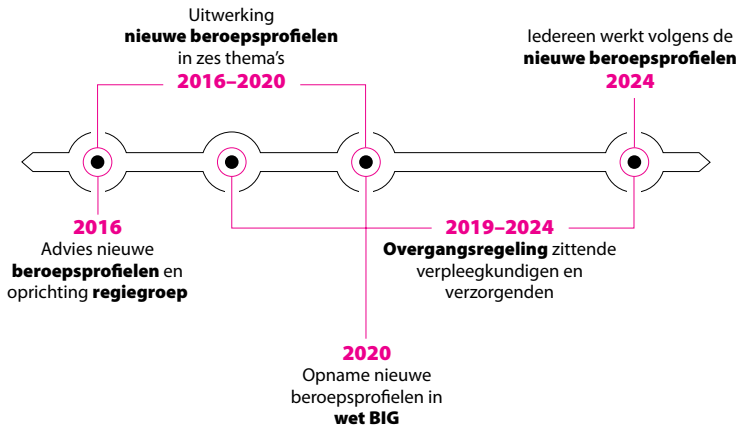 Uitwerking
nieuwe beroepsprofielen
in zes thema's
2016–2020
Iedereen werkt volgens de
nieuwe beroepsprofielen
2024
2016
Advies nieuwe
beroepsprofielen en
oprichting regiegroep
2019–2024
Overgangsregeling zittende
verpleegkundigen en
verzorgenden
2020
Opname nieuwe
beroepsprofielen in
wet BIG